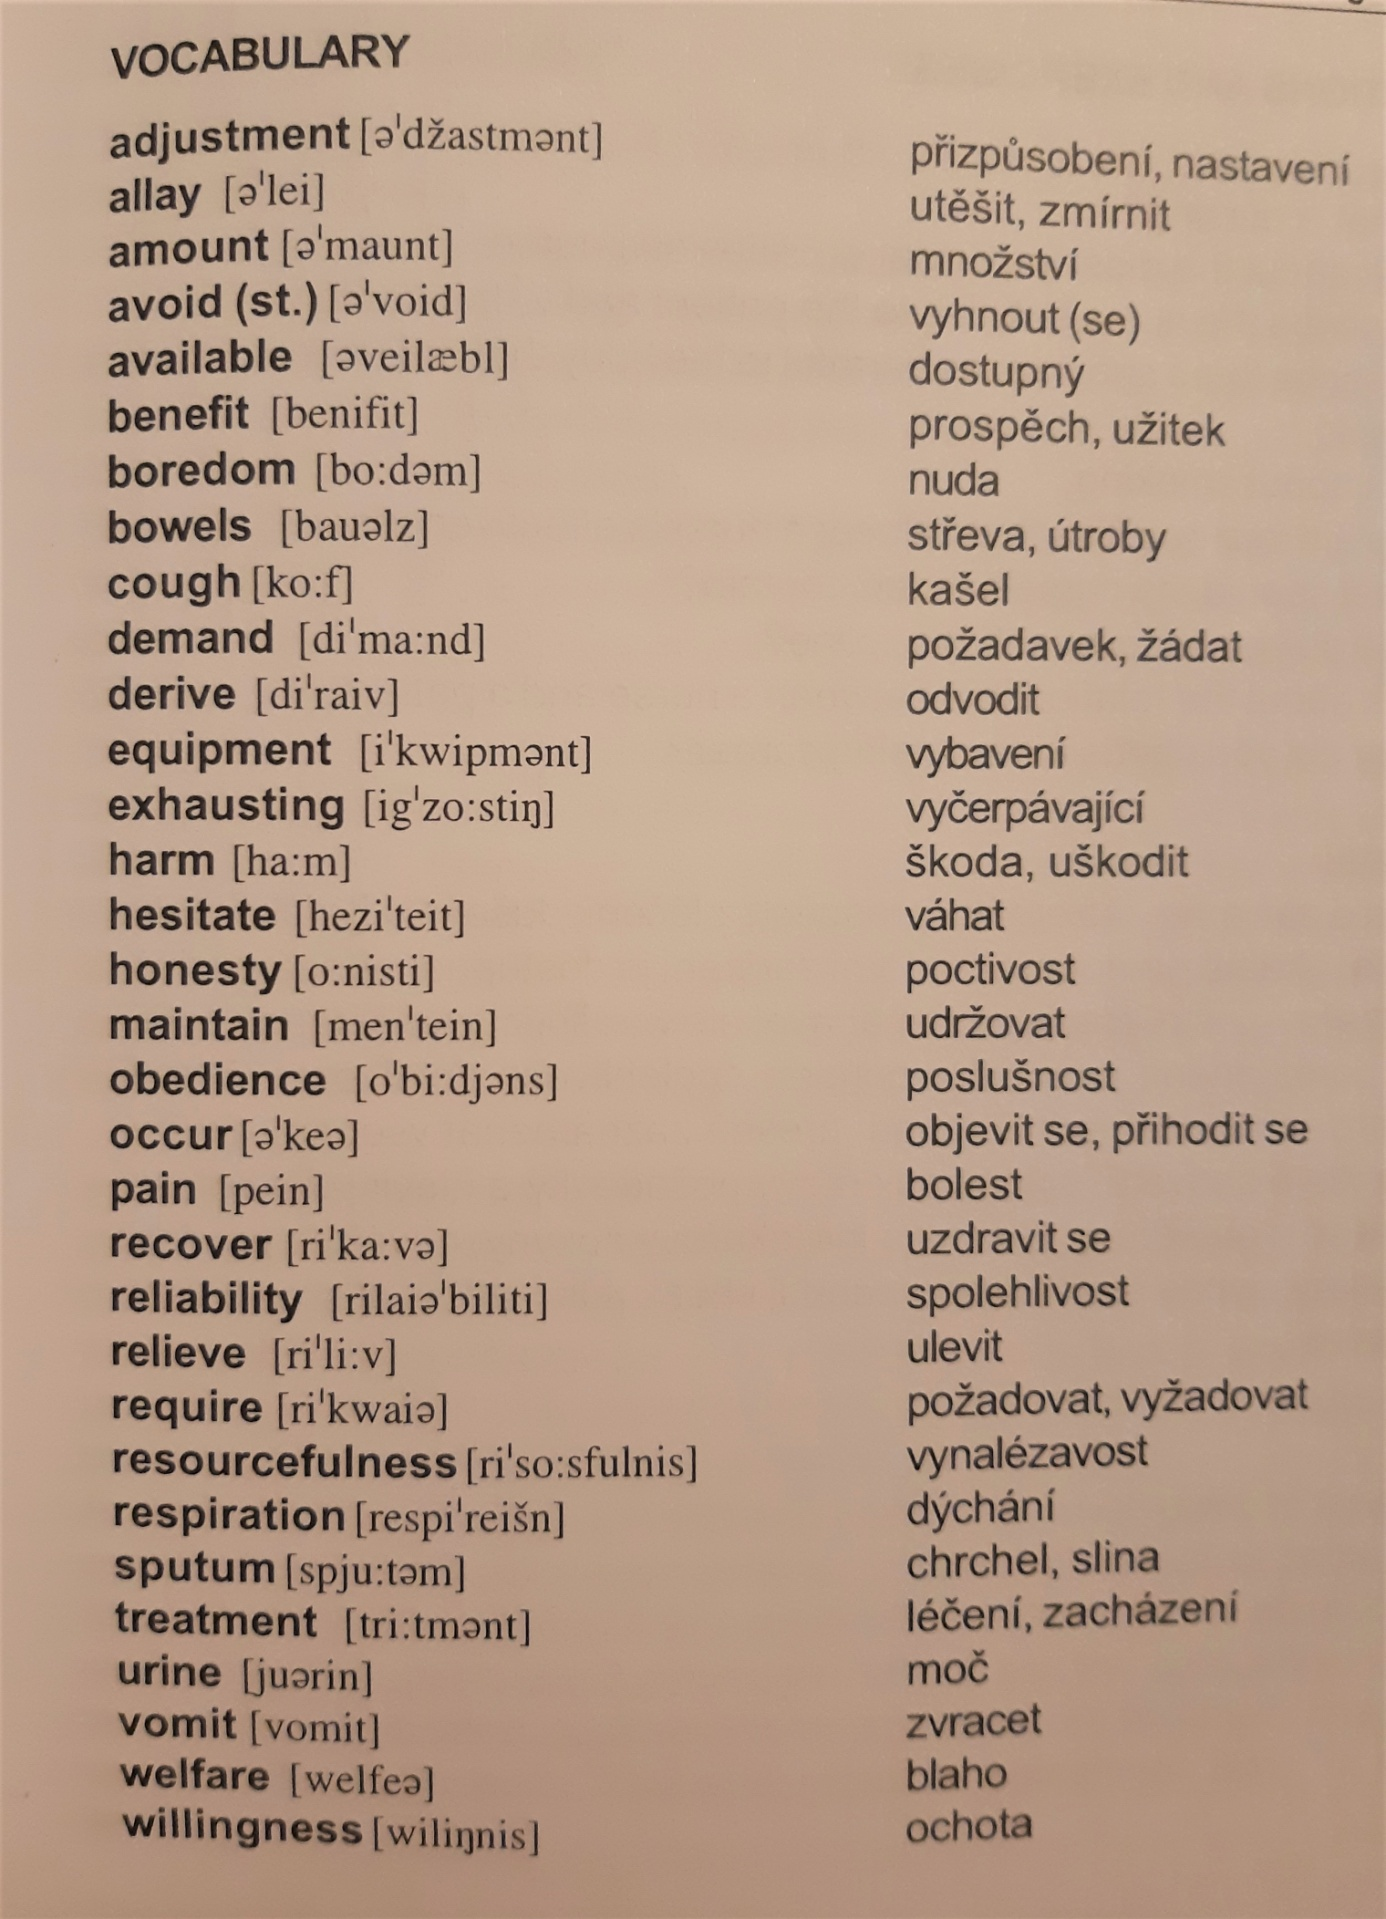 VOCABULARY
adjustment [ə'džastmənt] přizpůsobení, nastavení
allay [ə'lei] utěšit, zmírnit
amount [ə'maunt] množství
avoid (st.) [ə'void] vyhnout (se)
available [əveilæbl] dostupný
benefit [benifit] prospěch, užitek
boredom [bo:dəm] nuda
bowels [bauəlz] střeva, útroby
cough [ko:f] kašel
demand [di'ma:nd] požadavek, žádat
derive [di'raiv] odvodit
equipment [i'kwipmənt] vybavení
exhausting [ig'zo:stiŋ] vyčerpávající
harm [ha:m] škoda, uškodit
hesitate [hezi'teit] váhat
honesty [o:nisti] poctivost
maintain [men'tein] udržovat
obedience [o'bi:djəns] poslušnost
occur [ə'keə] objevit se, přihodit se
pain [pein] bolest
recover [ri'ka:və] uzdravit se
reliability [rilaiə'biliti] spolehlivost
relieve [ri'li:v] ulevit
require [ri'kwaiə] požadovat, vyžadovat
resourcefulness [ri'so:sfulnis] vynalézavost
respiration [respi'reišn] dýchání
sputum [spju:təm] chrchel, slina
treatment [tri:tmənt] léčení, zacházení
urine [juərin] moč
vomit [vomit] zvracet
welfare [welfeə] blaho
willingness [wiliŋnis] ochota